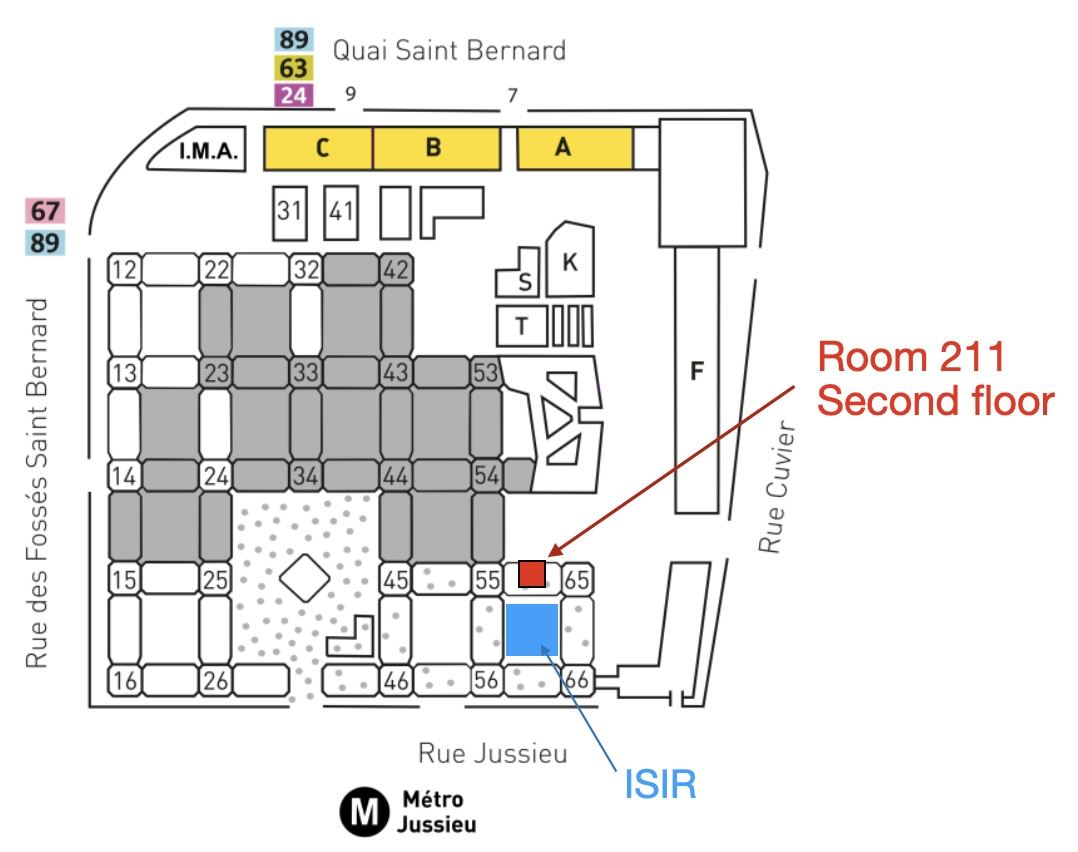 89
Quai Saint Bernard
63
24
9
7
I.M.A.
C
B
A
67
31
41
89
12
22
32
42
S
K
T
13
23
33
43
53
F
Room 211
Second floor
Rue des Fossés Saint Bernard
Rue Cuvier
14
24
34
44
54
15
25
45
55
65
16
26
46
56
66
Rue Jussieu
ISIR
M
Métro
Jussieu